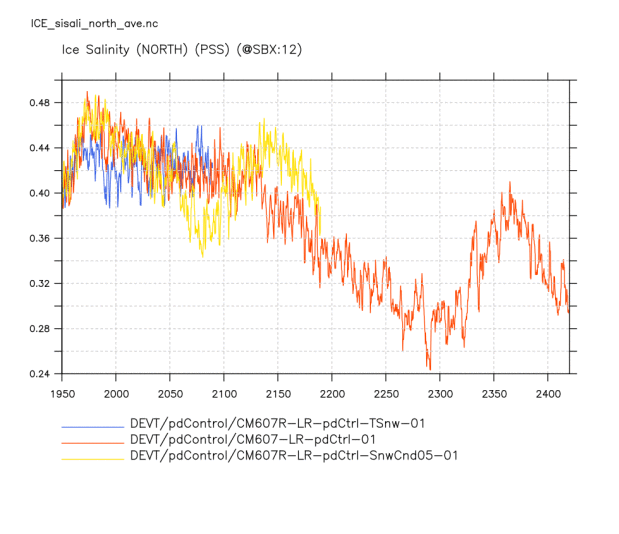 ICE_sisali_north_ave.nc
Ice Salinity (NORTH) (PSS) (@SBX:12)
0.48
0.44
0.40
0.36
0.32
0.28
0.24
1950 2000 2050 2100 2150 2200 2250 2300 2350 2400
DEVT/pdControl/CM607R-LR-pdCtrl-TSnw-01
DEVT/pdControl/CM607-LR-pdCtrl-01
DEVT/pdControl/CM607R-LR-pdCtrl-SnwCnd05-01